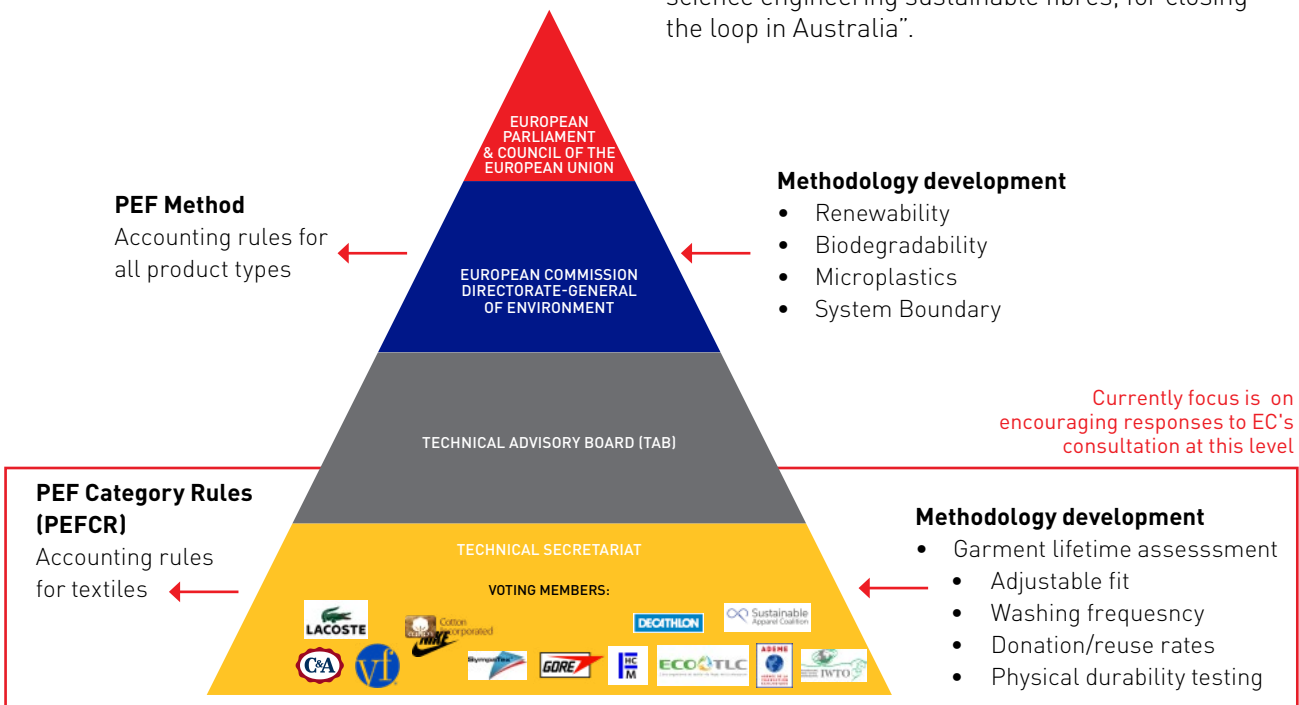 science engineering sustainable fibres, for closing
the loop in Australia”.
EUROPEAN
PARLIAMENT
& COUNCIL OF THE
EUROPEAN UNION
PEF Method
Accounting rules for
all product types
EUROPEAN COMMISSION
DIRECTORATE-GENERAL
OF ENVIRONMENT
Methodology development
• Renewability
• Biodegradability
• Microplastics
• System Boundary
TECHNICAL ADVISORY BOARD (TAB)
Currently focus is on
encouraging responses to EC's
consultation at this level
PEF Category Rules
(PEFCR)
Accounting rules
for textiles
TECHNICAL SECRETARIAT
VOTING MEMBERS:
LACOSTE
Cotton
Incorporated
NIKE
DECATHLON
Sustainable
Apparel Coalition
C&A
vf
SympaTex
GORE
HC
M
ECO TLC
ADEME
IWTO
Methodology development
• Garment lifetime assesssment
• Adjustable fit
• Washing frequesncy
• Donation/reuse rates
• Physical durability testing